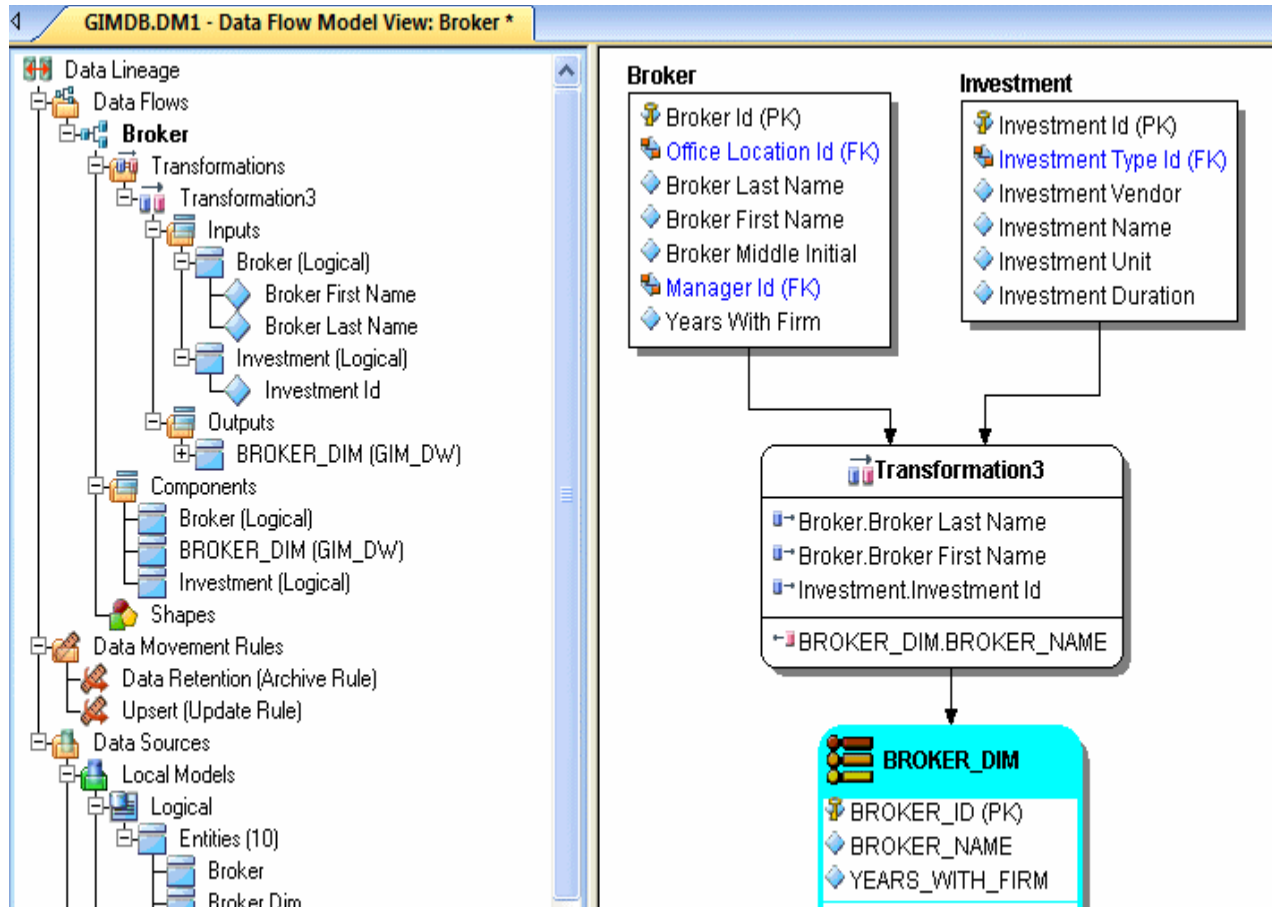 GIMDB.DM1 - Data Flow Model View: Broker *
Data Lineage
Data Flows
Broker
Transformations
Transformation3
Inputs
Broker (Logical)
Broker First Name
Broker Last Name
Investment (Logical)
Investment Id
Outputs
BROKER_DIM (GIM_DW)
Components
Broker (Logical)
BROKER_DIM (GIM_DW)
Investment (Logical)
Shapes
Data Movement Rules
Data Retention (Archive Rule)
Upsert (Update Rule)
Data Sources
Local Models
Logical
Entities (10)
Broker
Broker Dim
Broker
Broker Id (PK)
Office Location Id (FK)
Broker Last Name
Broker First Name
Broker Middle Initial
Manager Id (FK)
Years With Firm
Investment
Investment Id (PK)
Investment Type Id (FK)
Investment Vendor
Investment Name
Investment Unit
Investment Duration
Transformation3
Broker.Broker Last Name
Broker.Broker First Name
Investment.Investment Id
BROKER_DIM.BROKER_NAME
BROKER_DIM
BROKER_ID (PK)
BROKER_NAME
YEARS_WITH_FIRM